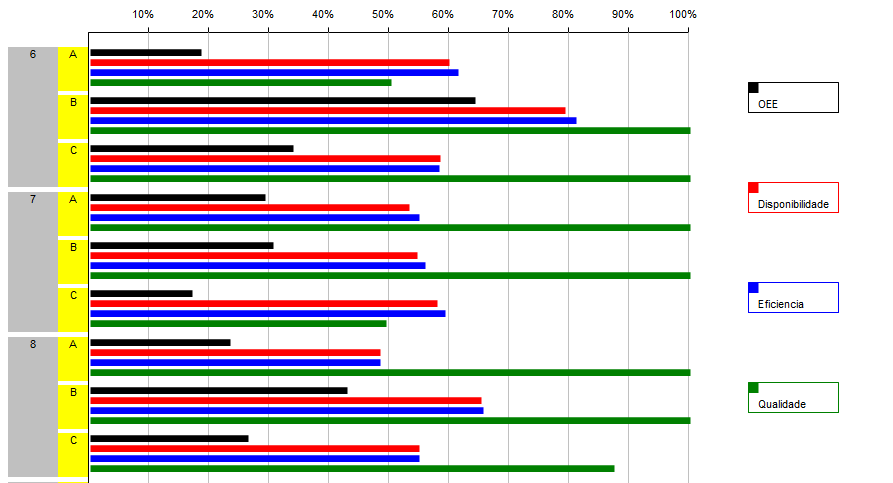 10% 20% 30% 40% 50% 60% 70% 80% 90% 100%
6 A
B
C
7 A
B
C
8 A
B
C
OEE
Disponibilidade
Eficiencia
Qualidade